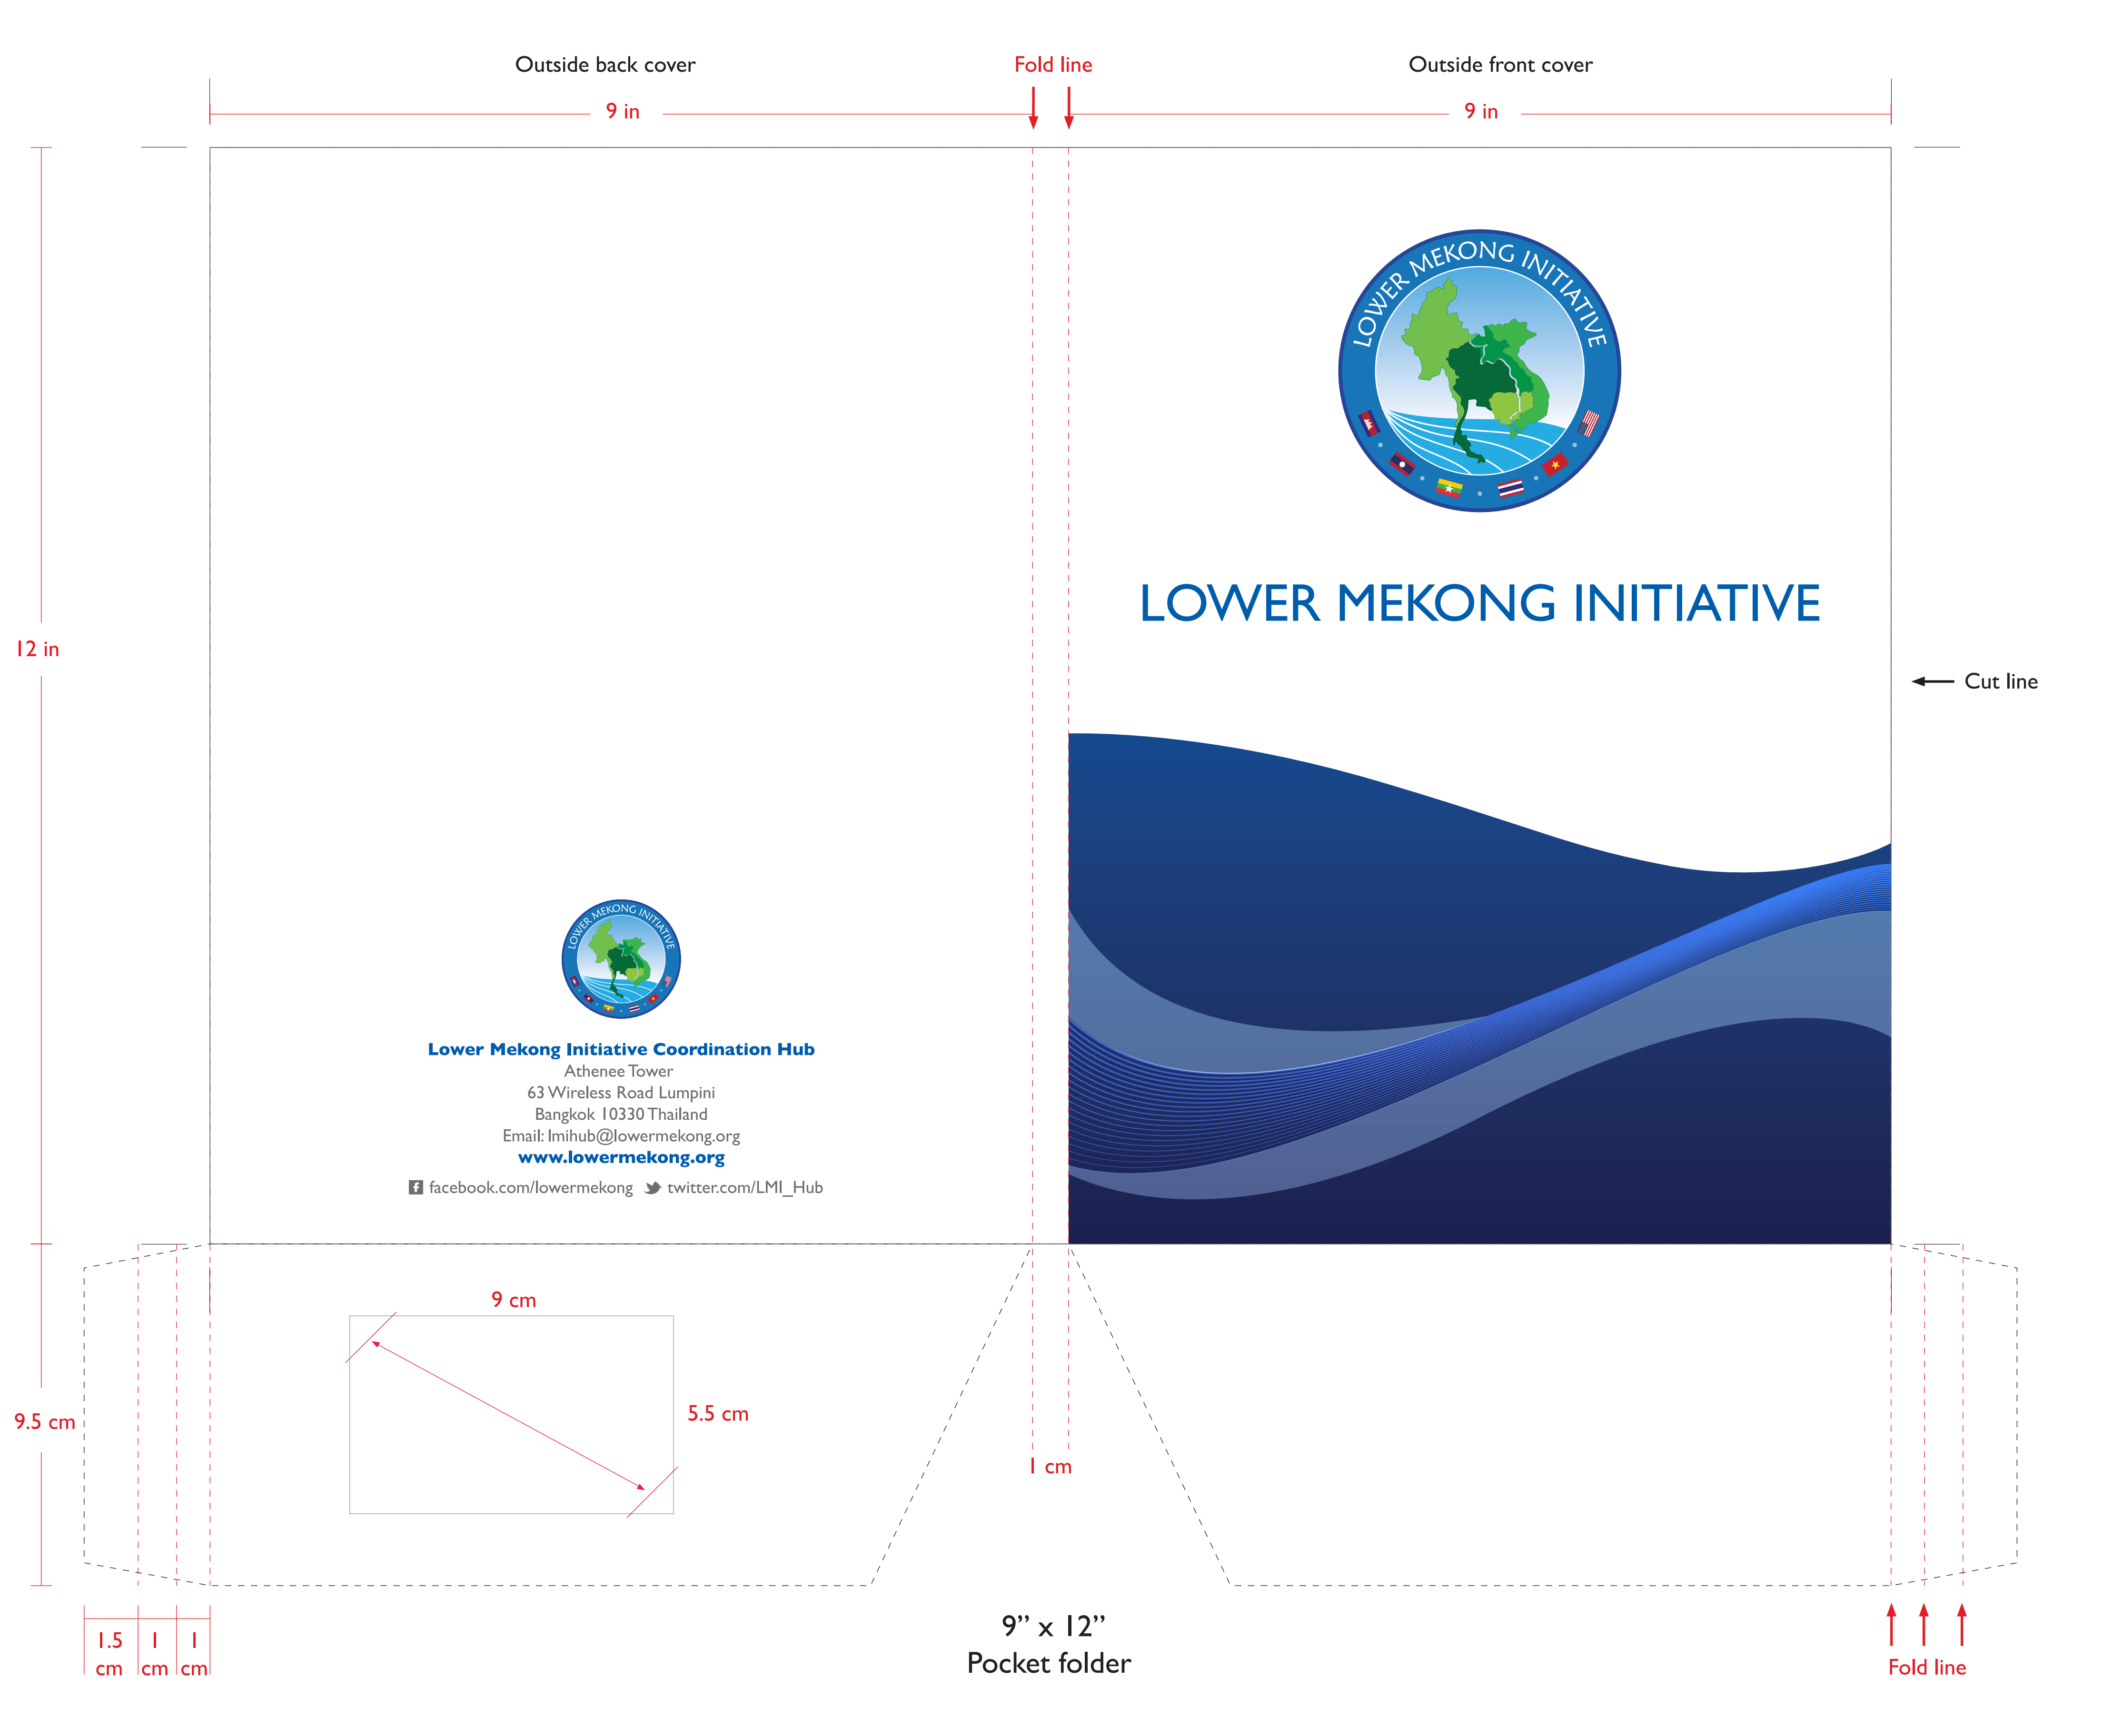 Outside back cover
Fold line
Outside front cover
9 in
9 in
LOWER MEKONG INITIATIVE
LOWER MEKONG INITIATIVE
12 in
Cut line
LOWER MEKONG INITIATIVE
Lower Mekong Initiative Coordination Hub
Athenee Tower
63 Wireless Road Lumpini
Bangkok 10330 Thailand
Email: lmihub@lowermekong.org
www.lowermekong.org
facebook.com/lowermekong twitter.com/LMI_Hub
9 cm
5.5 cm
9.5 cm
1 cm
1.5 cm
1 cm
1 cm
9” x 12”
Pocket folder
Fold line